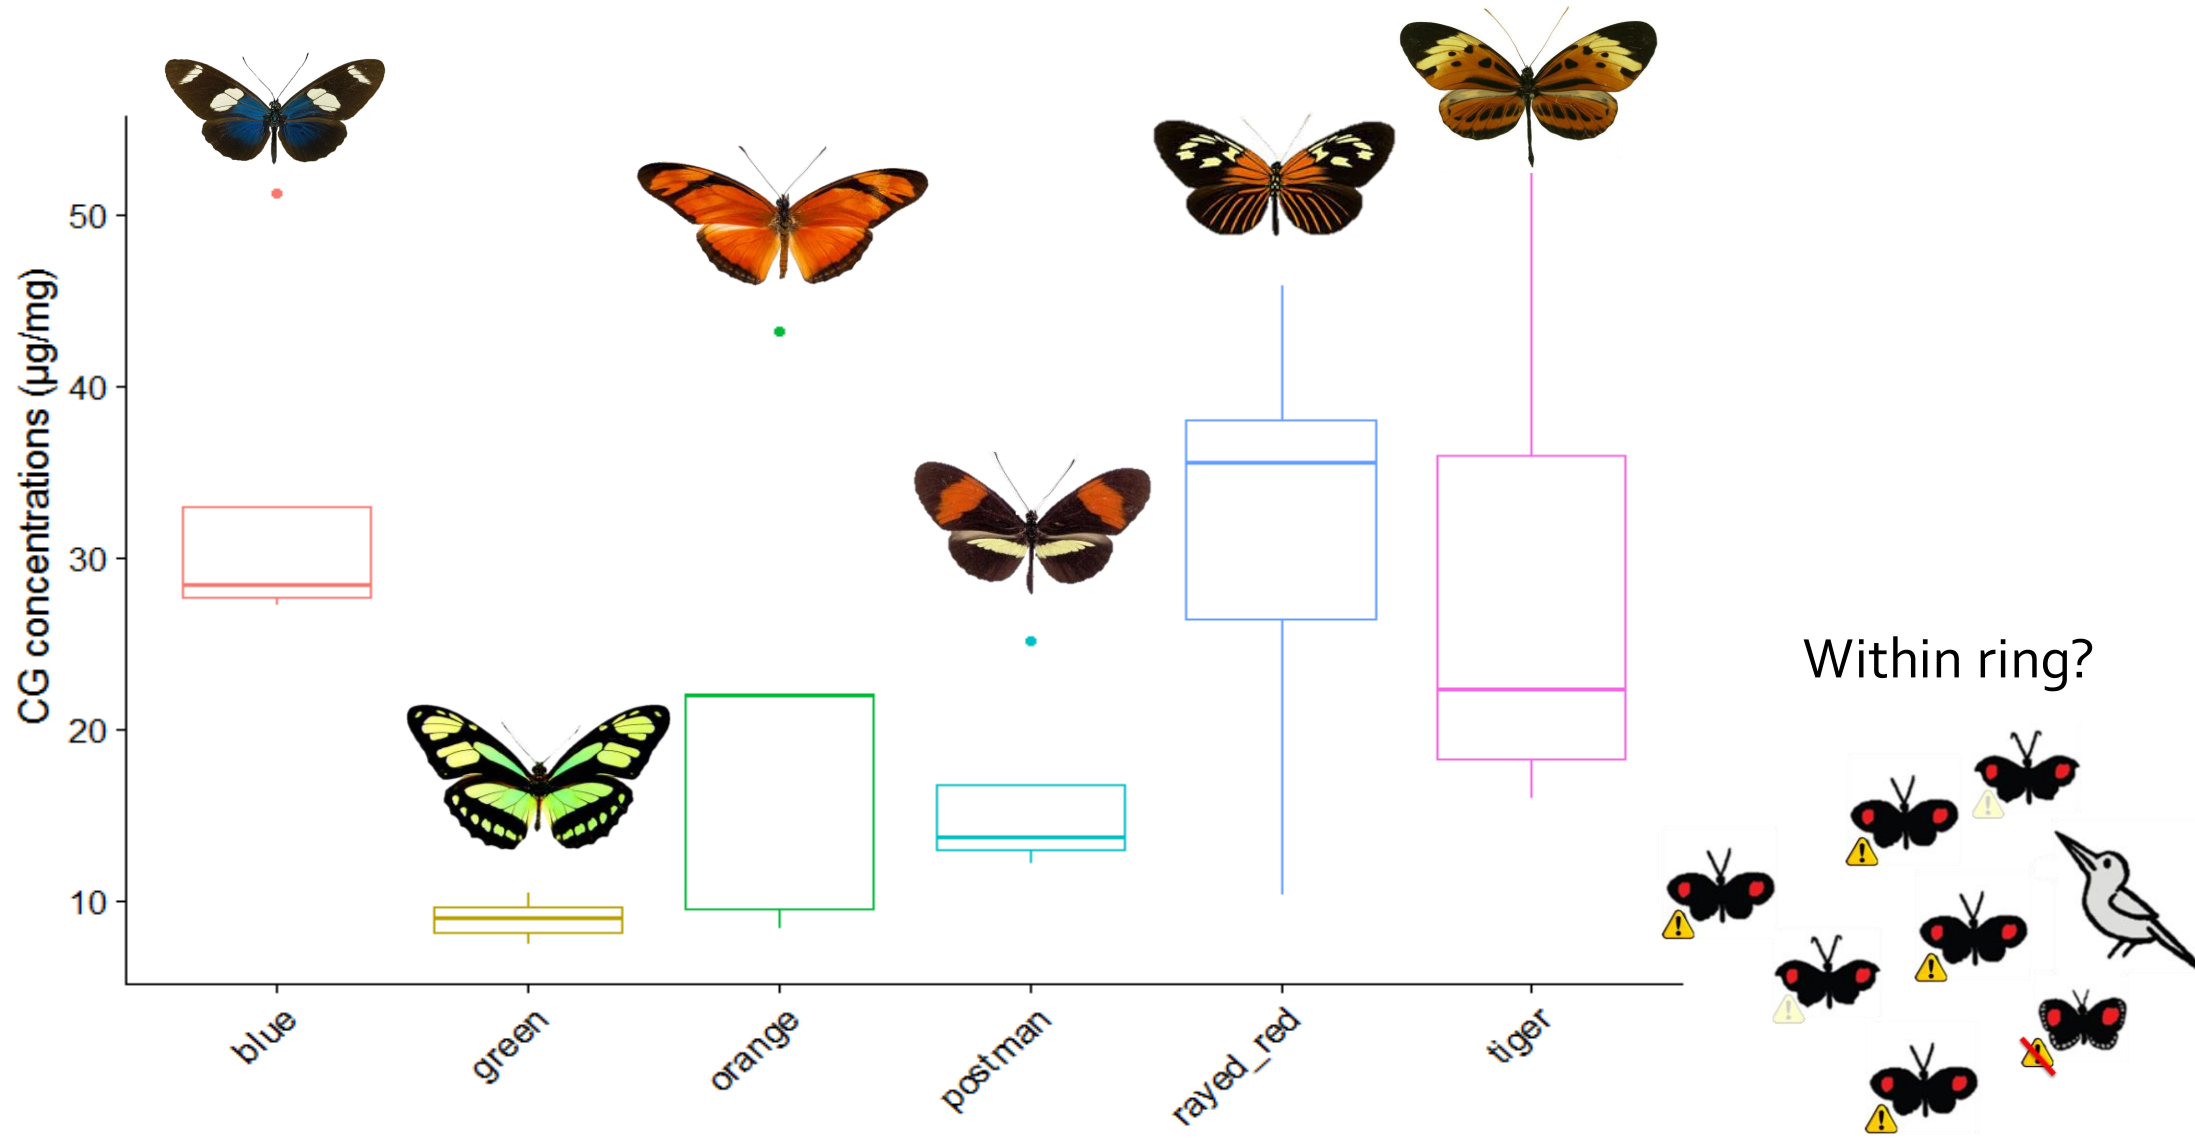 CG concentrations (µg/mg)
50
40
30
20
10
blue
green
orange
postman
rayed_red
tiger
Within ring?